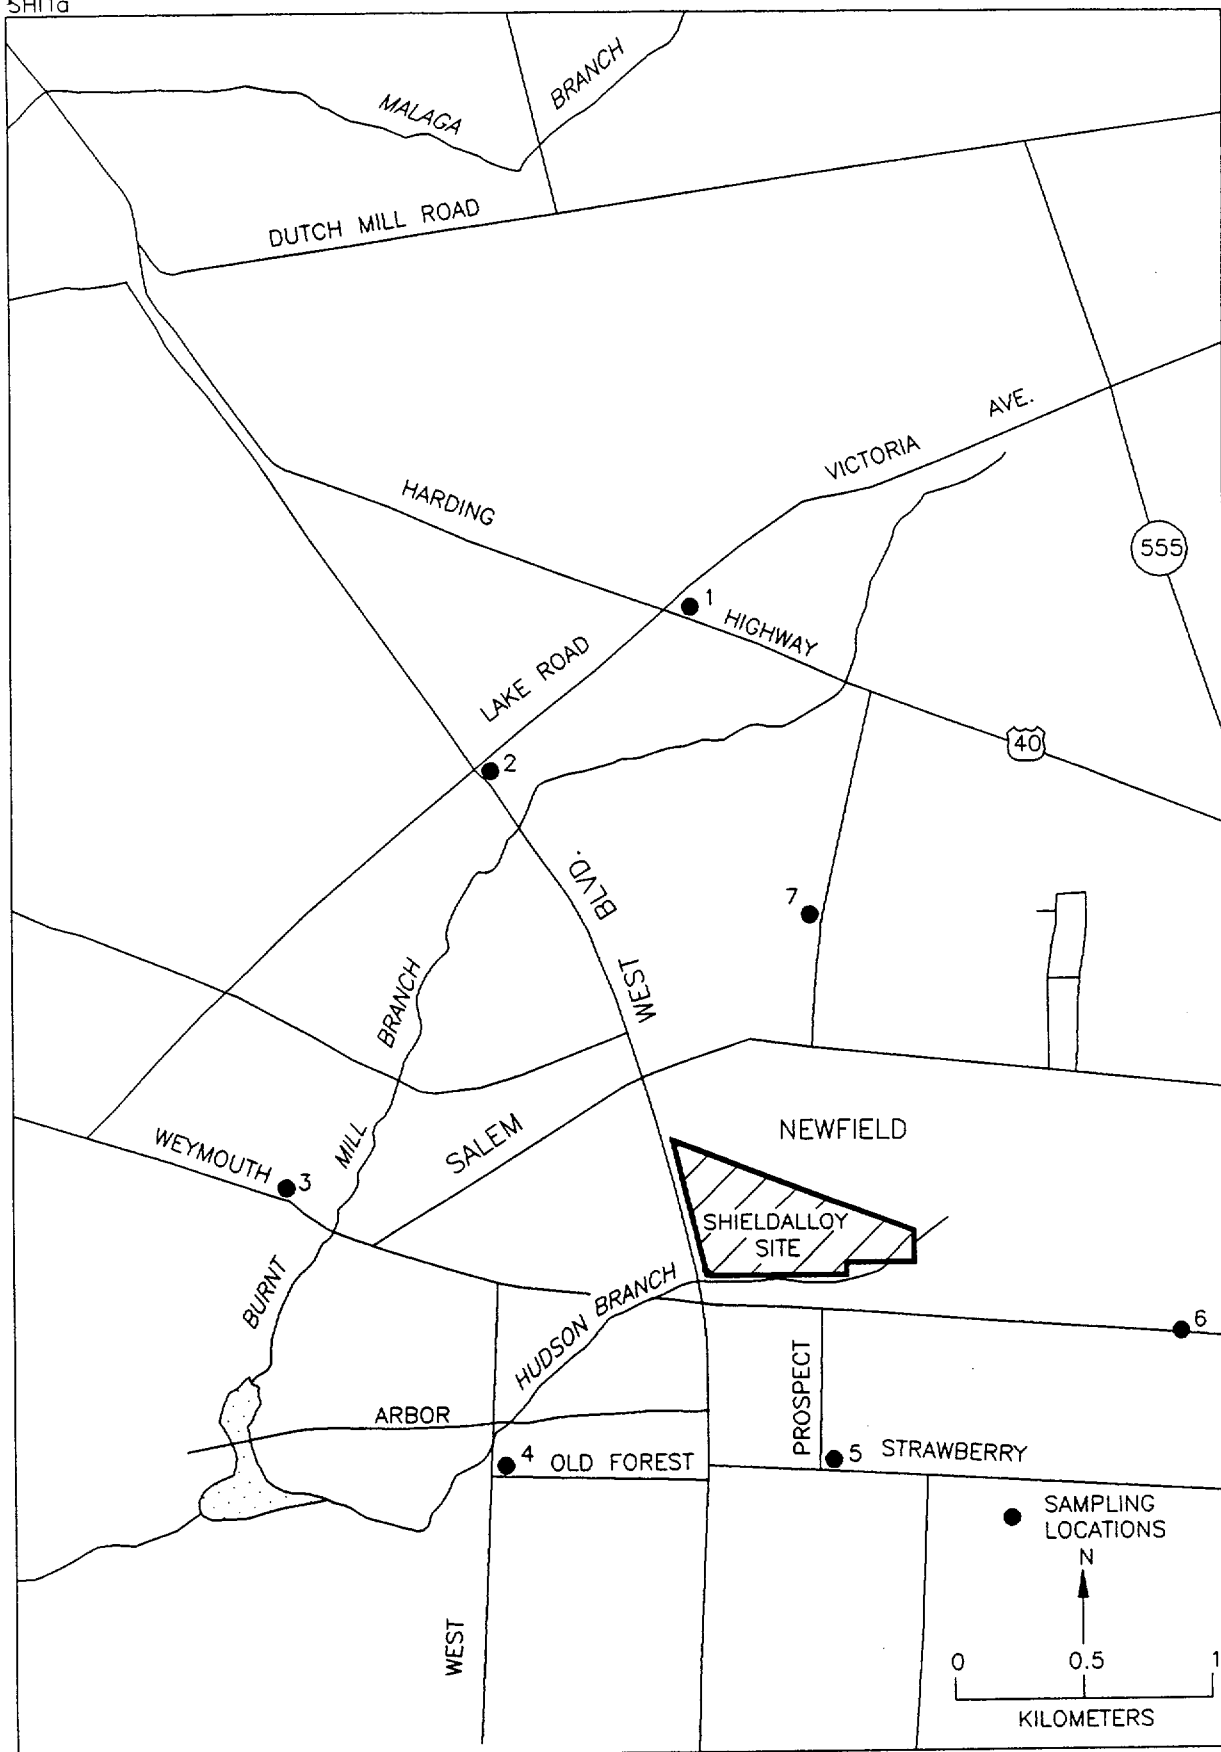 MALAGA
BRANCH
DUTCH MILL ROAD
HARDING
VICTORIA
AVE.
555
1
HIGHWAY
LAKE ROAD
40
2
WEST BLVD.
7
BRANCH
MILL
BURNT
WEYMOUTH
3
SALEM
NEWFIELD
SHIELDALLOY
SITE
HUDSON BRANCH
6
PROSPECT
ARBOR
4
OLD FOREST
5
STRAWBERRY
SAMPLING
LOCATIONS
N
WEST
0
0.5
1
KILOMETERS